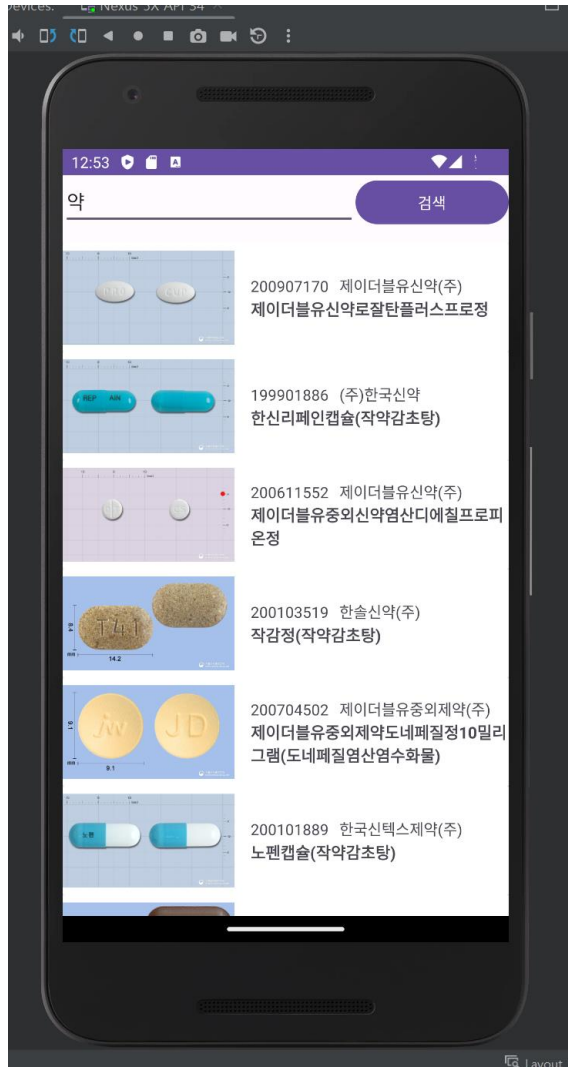 Devices:
Nexus 5X API 34
12:53
약
검색
200907170 제이더블유신약(주)
제이더블유신약로잘탄플러스프로정
199901886 (주)한국신약
한신리페인캡슐(작약감초탕)
REP AIN
200611552 제이더블유신약(주)
제이더블유중외신약염산디에칠프로피
온정
200103519 한솔신약(주)
작감정(작약감초탕)
T41
8.4
mm
14.2
200704502 제이더블유중외제약(주)
제이더블유중외제약도네페질정10밀리
그램(도네페질염산염수화물)
jw
JD
9.1
mm
9.1
200101889 한국신텍스제약(주)
노펜캡슐(작약감초탕)
노펜
Layout